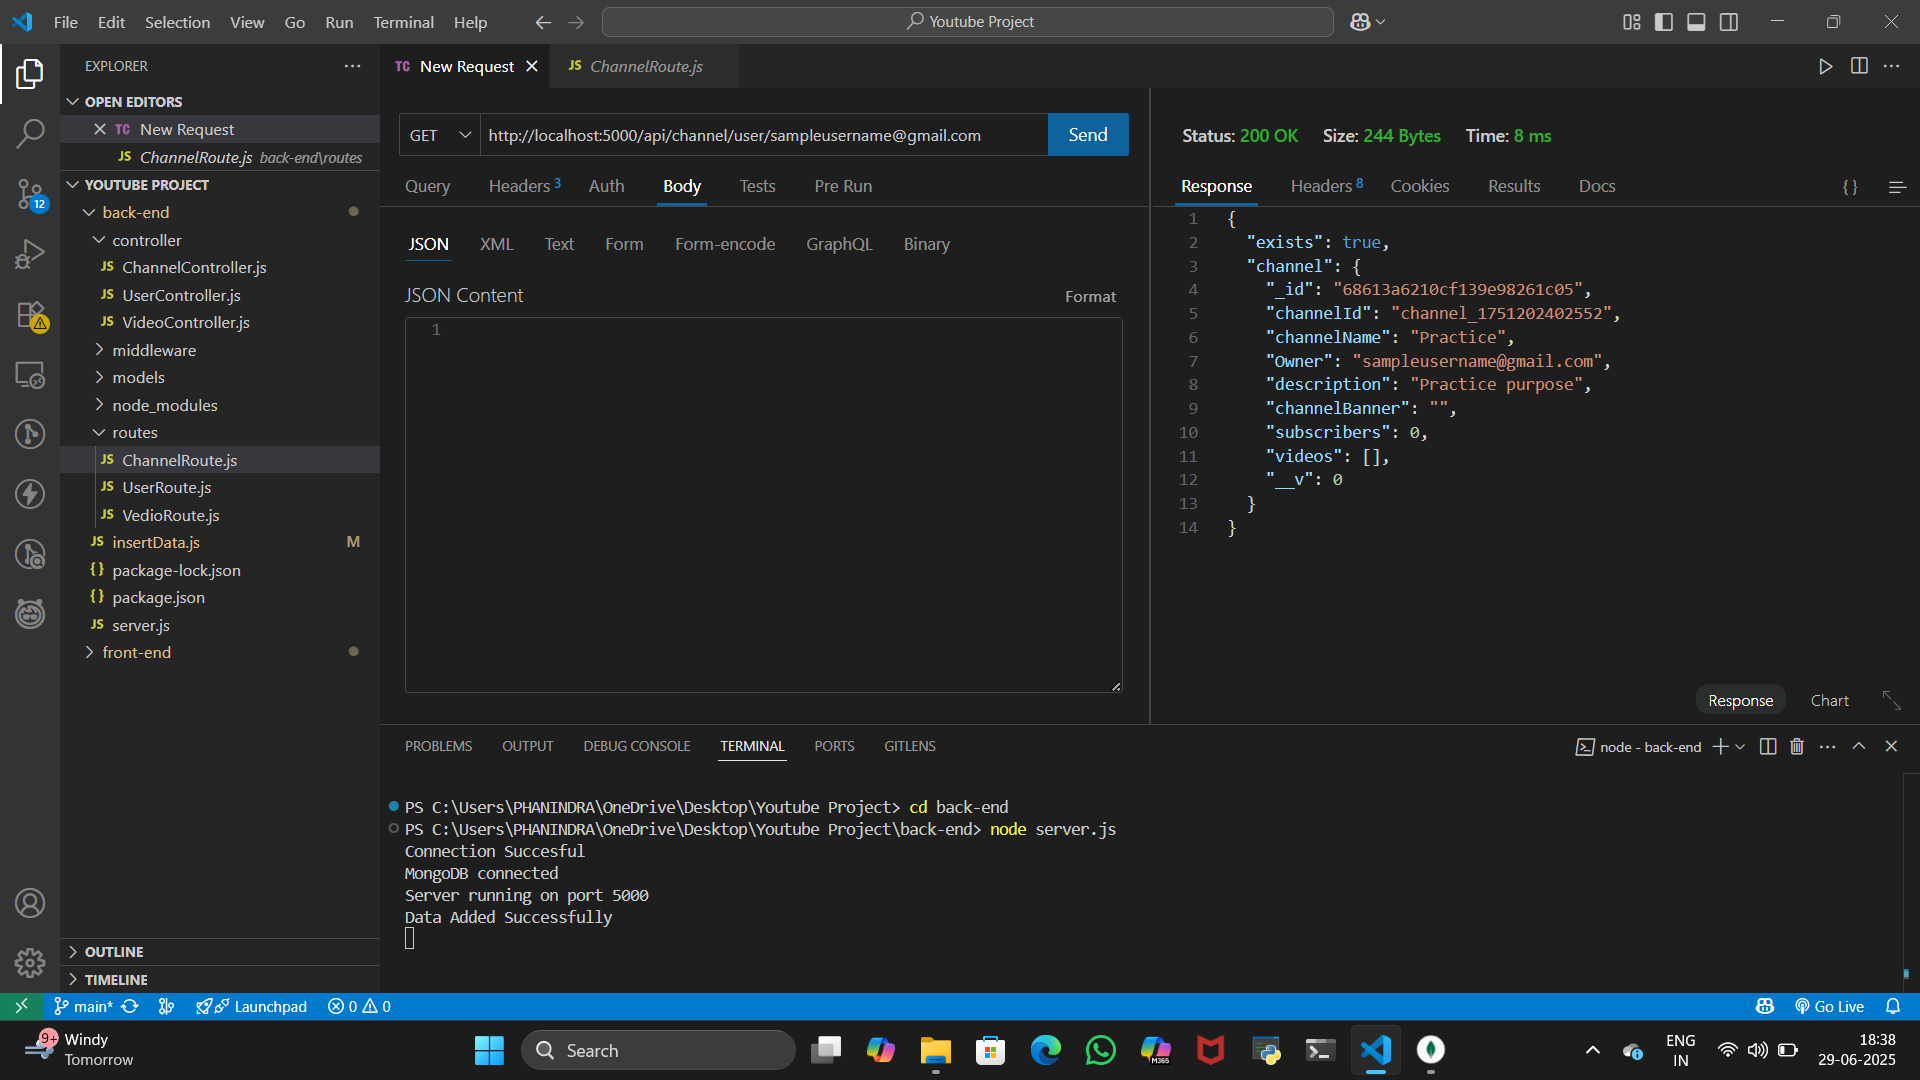 File Edit Selection View Go Run Terminal Help
Youtube Project
EXPLORER
OPEN EDITORS
TC New Request
JS ChannelRoute.js back-end\routes
YOUTUBE PROJECT
back-end
controller
JS ChannelController.js
JS UserController.js
JS VideoController.js
middleware
models
node_modules
routes
JS ChannelRoute.js
JS UserRoute.js
JS VedioRoute.js
JS insertData.js M
{} package-lock.json
{} package.json
JS server.js
front-end
OUTLINE
TIMELINE
12
TC New Request
JS ChannelRoute.js
GET http://localhost:5000/api/channel/user/sampleusername@gmail.com Send
Query Headers 3 Auth Body Tests Pre Run
JSON XML Text Form Form-encode GraphQL Binary
JSON Content Format
1
Status: 200 OK Size: 244 Bytes Time: 8 ms
Response Headers 8 Cookies Results Docs {}
1 {
2 "exists": true,
3 "channel": {
4 "_id": "68613a6210cf139e98261c05",
5 "channelId": "channel_1751202402552",
6 "channelName": "Practice",
7 "Owner": "sampleusername@gmail.com",
8 "description": "Practice purpose",
9 "channelBanner": "",
10 "subscribers": 0,
11 "videos": [],
12 "__v": 0
13 }
14 }
Response Chart
PROBLEMS OUTPUT DEBUG CONSOLE TERMINAL PORTS GITLENS
node - back-end
PS C:\Users\PHANINDRA\OneDrive\Desktop\Youtube Project> cd back-end
PS C:\Users\PHANINDRA\OneDrive\Desktop\Youtube Project\back-end> node server.js
Connection Succesful
MongoDB connected
Server running on port 5000
Data Added Successfully
main* Launchpad 0 0
Go Live
9+ Windy
Tomorrow
Search
M365
ENG
IN
18:38
29-06-2025